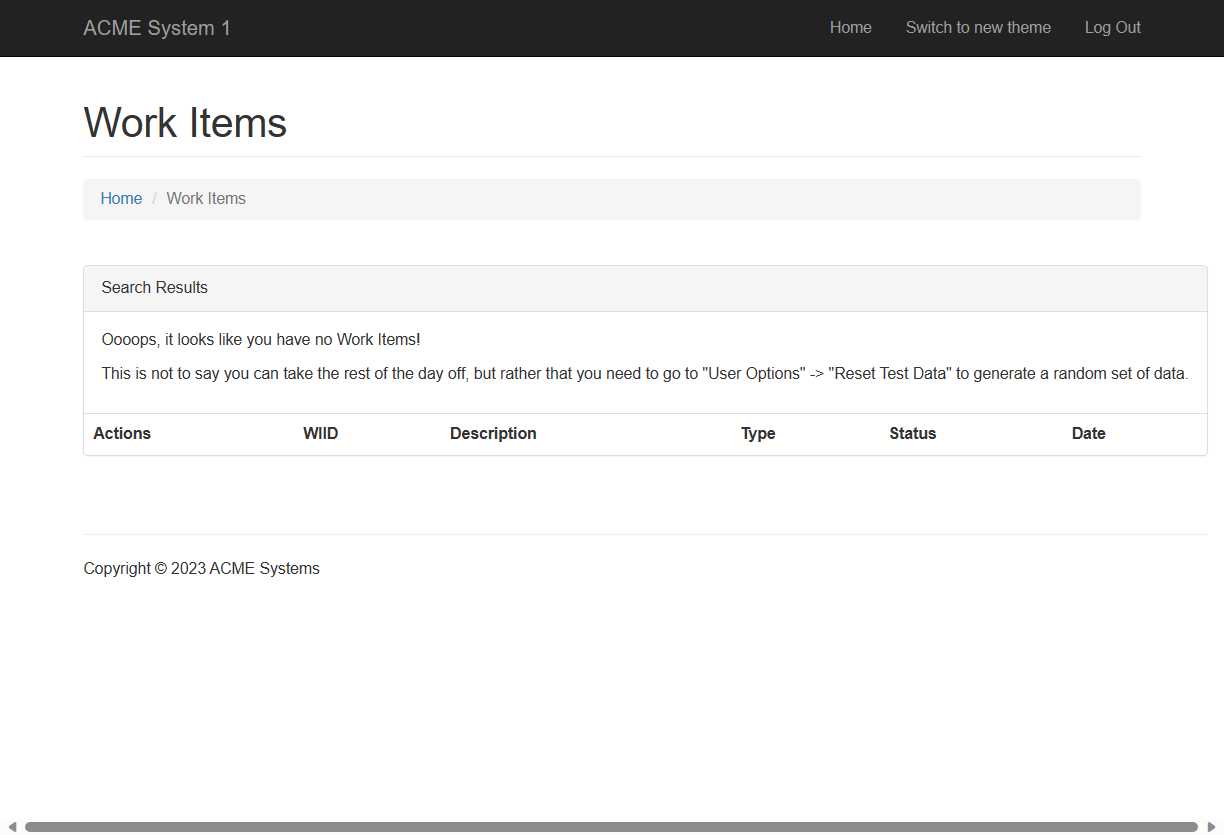 ACME System 1
Home
Switch to new theme
Log Out
Work Items
Home / Work Items
Search Results
Oooops, it looks like you have no Work Items!
This is not to say you can take the rest of the day off, but rather that you need to go to "User Options" -> "Reset Test Data" to generate a random set of data.
Actions WIID Description Type Status Date
Copyright © 2023 ACME Systems